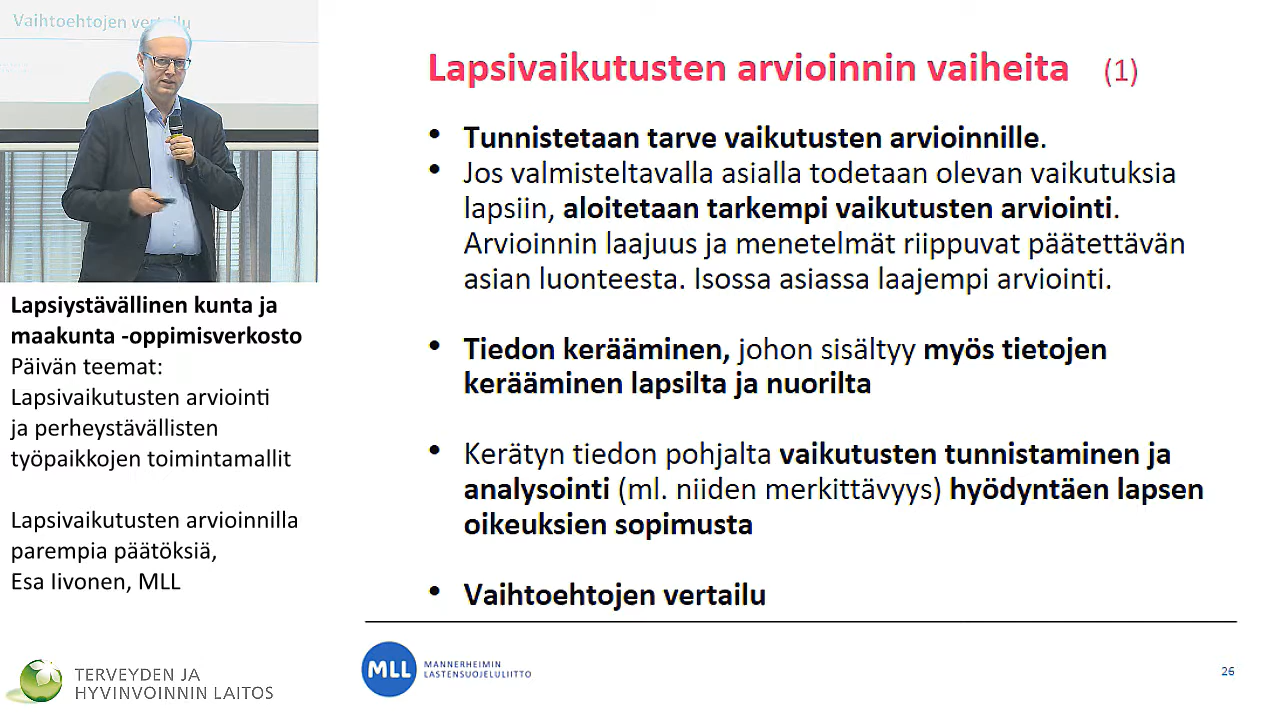 Vaihtoehtojen vertailu
Lapsiystävällinen kunta ja
maakunta -oppimisverkosto
Päivän teemat:
Lapsivaikutusten arviointi
ja perheystävällisten
työpaikkojen toimintamallit
Lapsivaikutusten arvioinnilla
parempia päätöksiä,
Esa Iivonen, MLL
TERVEYDEN JA
HYVINVOINNIN LAITOS
Lapsivaikutusten arvioinnin vaiheita (1)
• Tunnistetaan tarve vaikutusten arvioinnille.
• Jos valmisteltavalla asialla todetaan olevan vaikutuksia
lapsiin, aloitetaan tarkempi vaikutusten arviointi.
Arvioinnin laajuus ja menetelmät riippuvat päätettävän
asian luonteesta. Isossa asiassa laajempi arviointi.
• Tiedon kerääminen, johon sisältyy myös tietojen
kerääminen lapsilta ja nuorilta
• Kerätyn tiedon pohjalta vaikutusten tunnistaminen ja
analysointi (ml. niiden merkittävyys) hyödyntäen lapsen
oikeuksien sopimusta
• Vaihtoehtojen vertailu
MLL
MANNERHEIMIN
LASTENSUOJELULIITTO
26